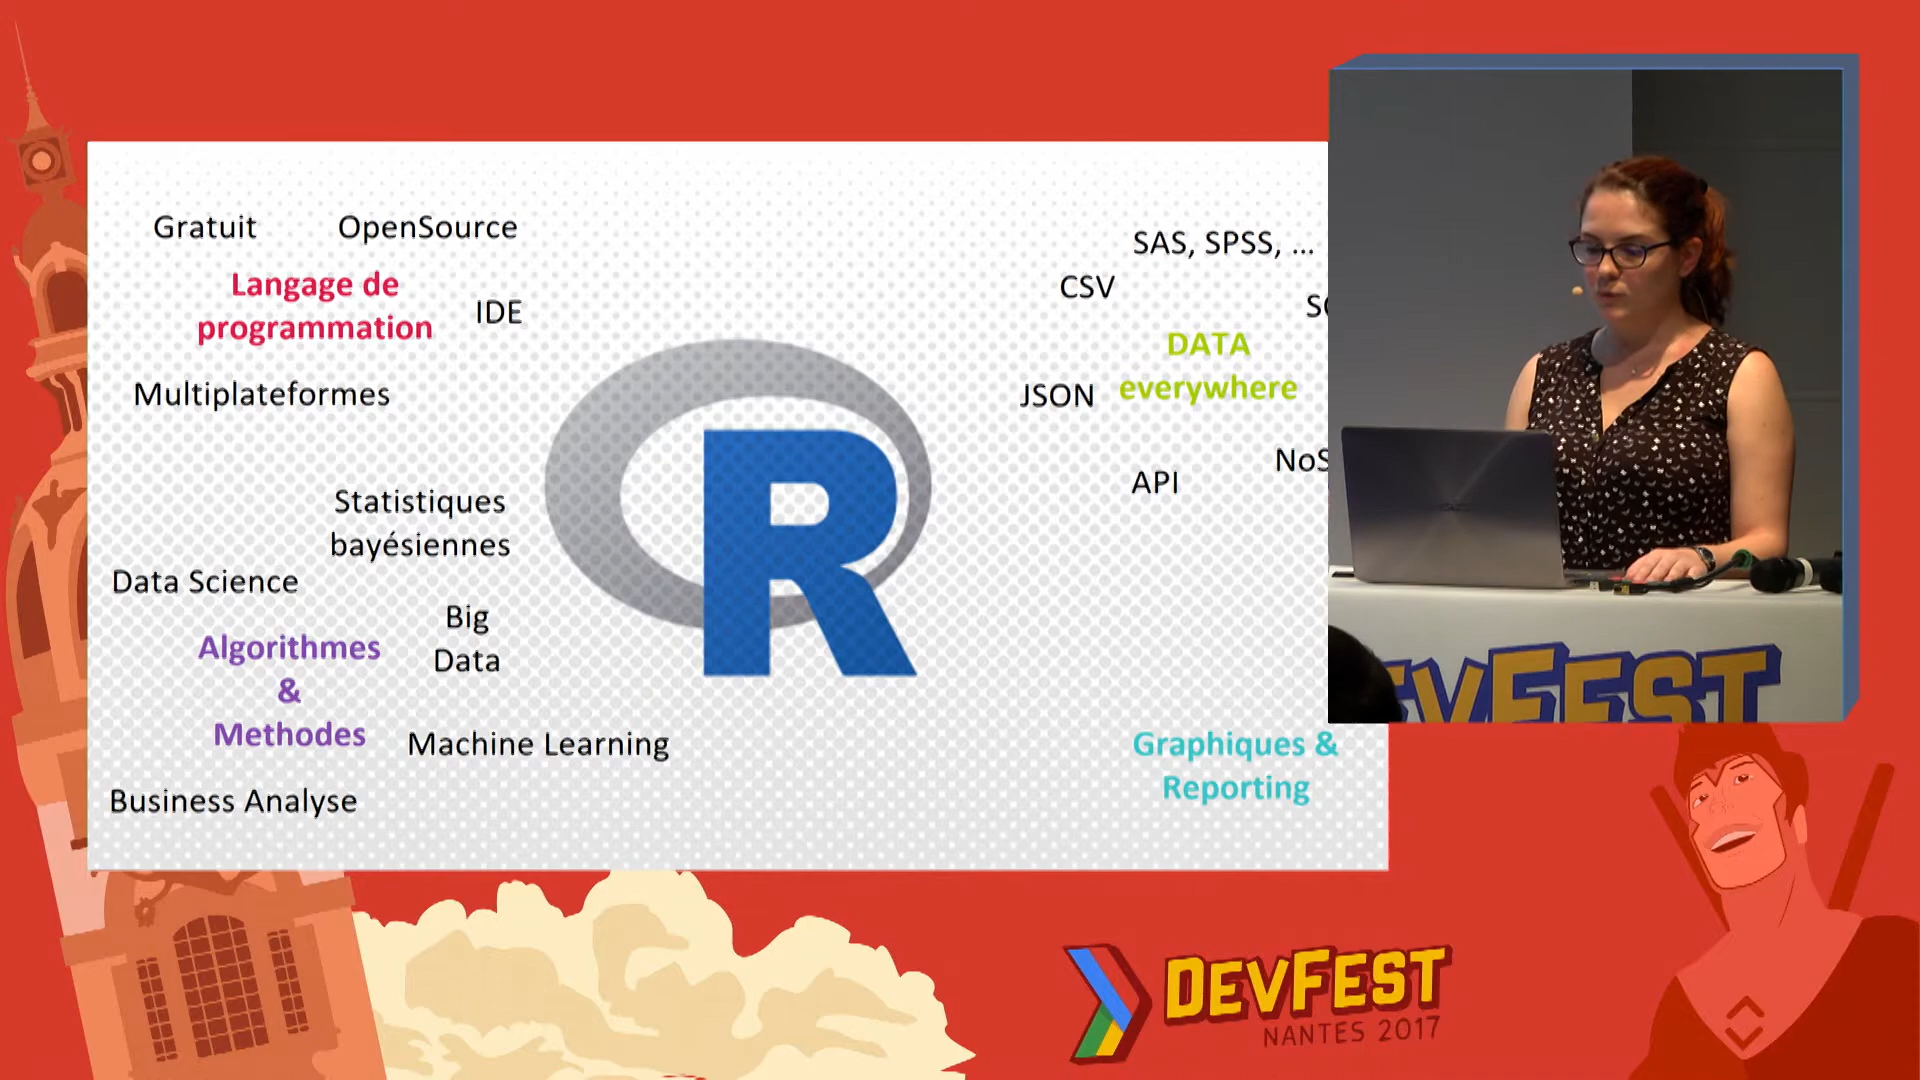 Gratuit
OpenSource
Langage de
programmation
IDE
Multiplateformes
SAS, SPSS, ...
CSV
DATA
everywhere
JSON
API
Statistiques
bayésiennes
Data Science
Big
Data
Algorithmes
&
Methodes
Machine Learning
Business Analyse
Graphiques &
Reporting
R
DEVFEST
DEVFEST
NANTES 2017